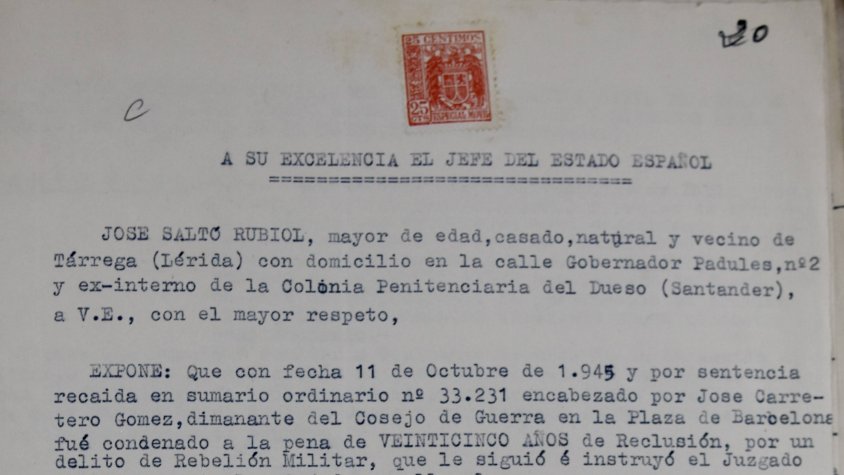 20
C
25 CENTIMOS
25
CTS
ESPECIAL MOVIL
A SU EXCELENCIA EL JEFE DEL ESTADO ESPAÑOL
================================
JOSE SALTÓ RUBIOL, mayor de edad,casado,natural y vecino de
Tárrega (Lérida) con domicilio en la calle Gobernador Padules,nº2
y ex-interno de la Colónia Penitenciaria del Dueso (Santander),
a V.E., con el mayor respeto,
EXPONE: Que con fecha 11 de Octubre de 1.945 y por sentencia
recaida en sumario ordinario nº 33.231 encabezado por Jose Carre-
tero Gomez,dimanante del Cosejo de Guerra en la Plaza de Barcelona
fué condenado a la pena de VEINTICINCO AÑOS de Reclusión, por un
delito de Rebelión Militar, que le siguió é instruyó el Juzgado